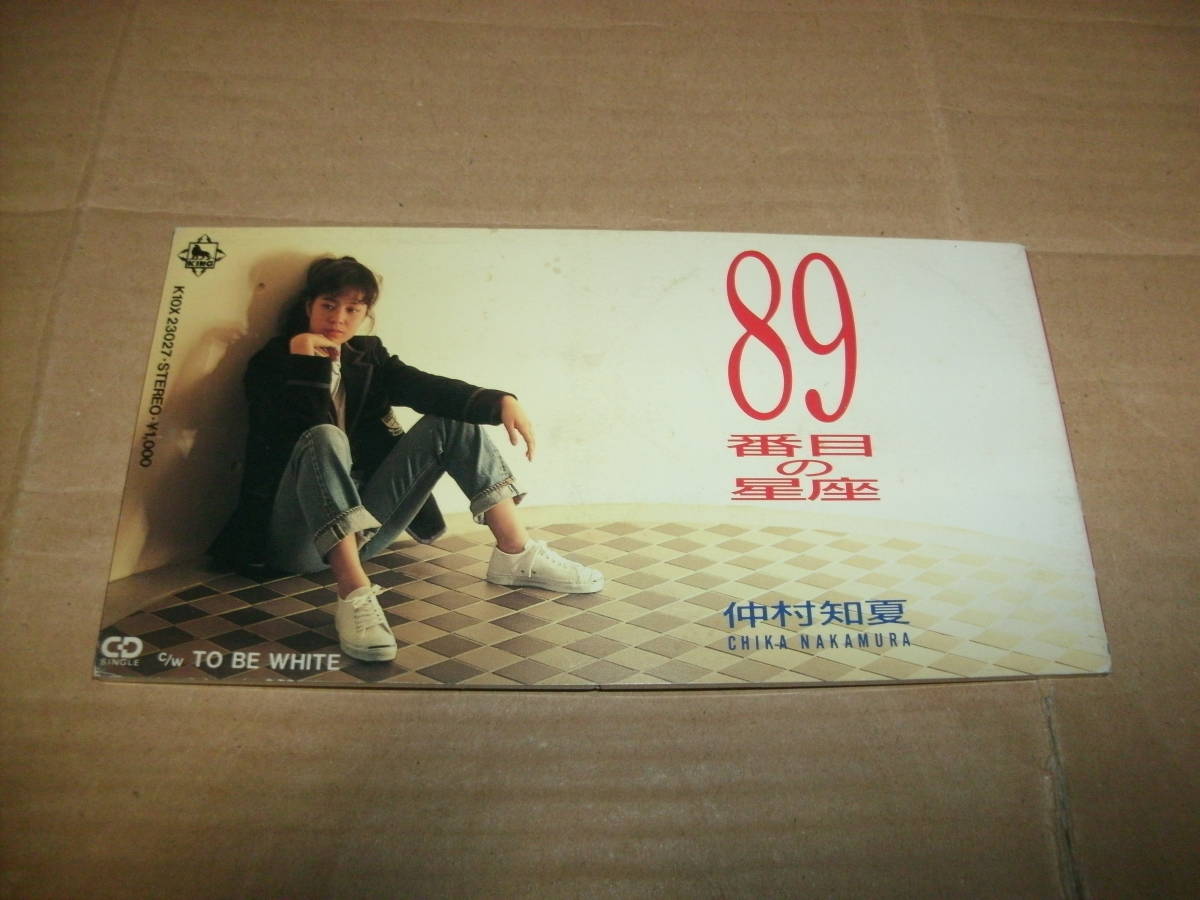 KING
K10X 23027・STEREO・¥1,000
89
番目
の
星座
仲村知夏
CHIKA NAKAMURA
CD
SINGLE
c/w TO BE WHITE